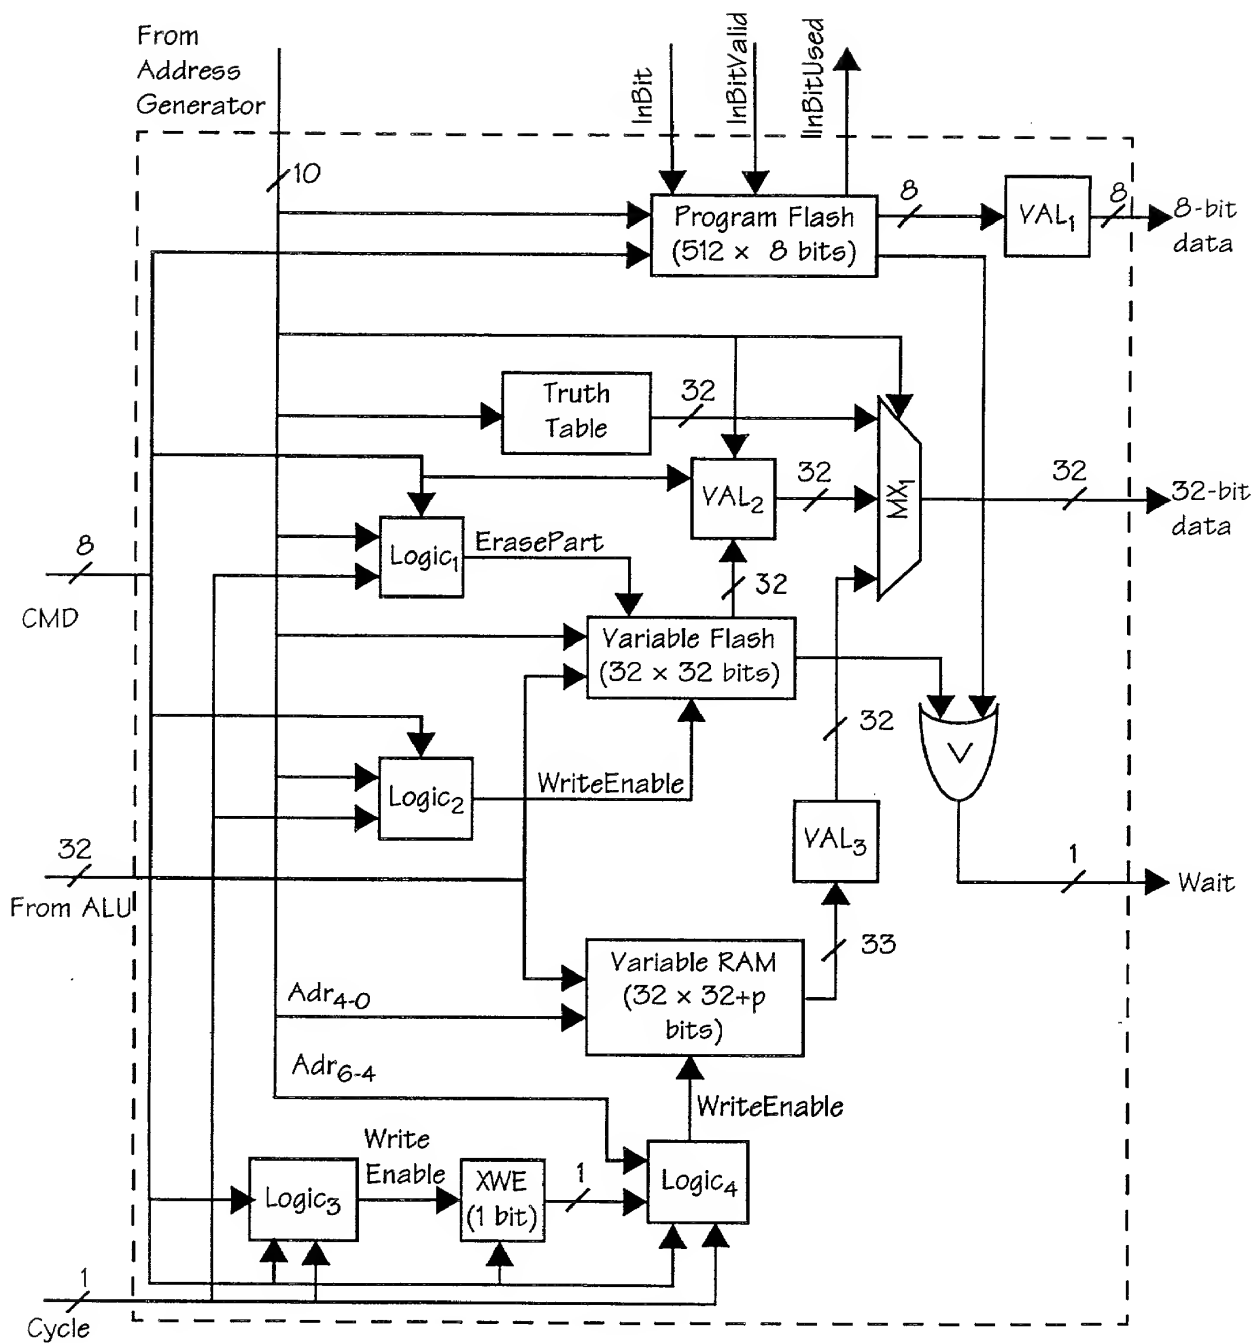 From
Address
Generator
InBit
InBitValid
InBitUsed
10
Program Flash
(512 × 8 bits)
8
VAL1
8
8-bit
data
Truth
Table
32
VAL2
32
MX1
32
32-bit
data
8
CMD
Logic1
ErasePart
32
Variable Flash
(32 × 32 bits)
32
V
Logic2
WriteEnable
VAL3
32
From ALU
1
Wait
33
Variable RAM
(32 × 32+p
bits)
Adr4-0
Adr6-4
WriteEnable
Write
Enable
Logic3
XWE
(1 bit)
1
Logic4
1
Cycle